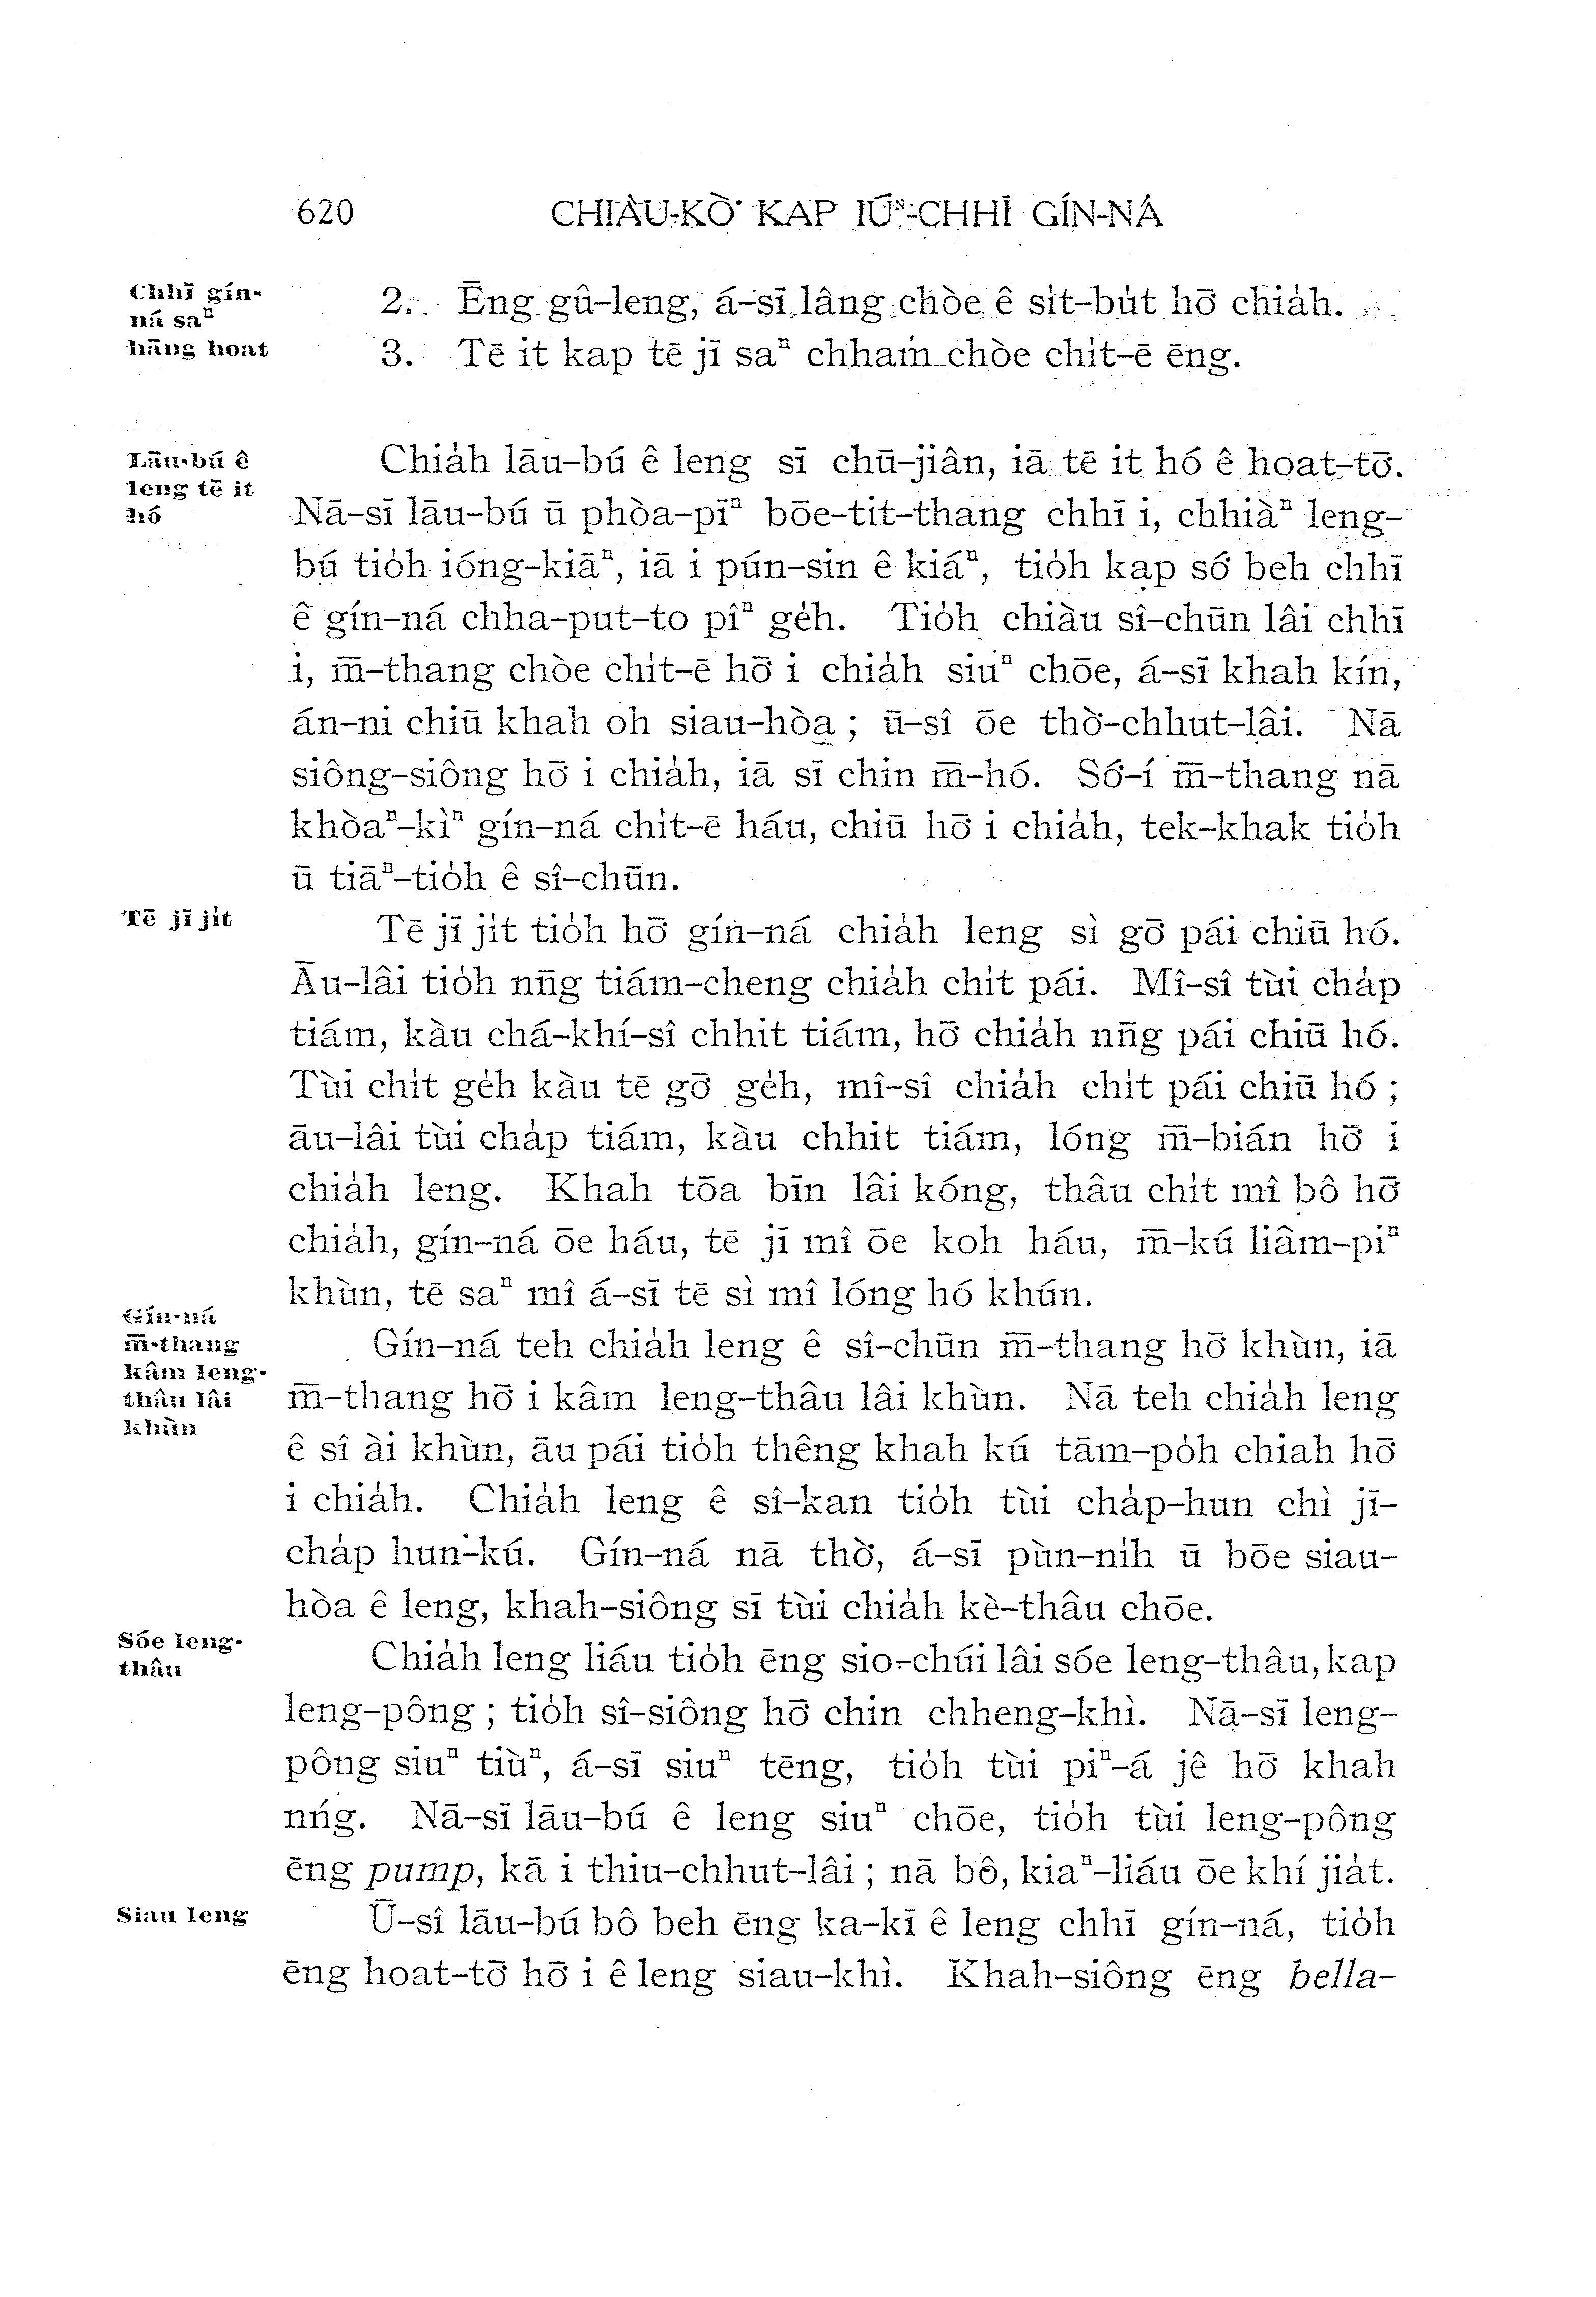 620 CHIÀU-KÒ͘ KAP IÚᴺ-CHHĪ GÍN-NÁ
Chhī gín-
ná saⁿ
hāng hoat
2. Ēng gû-leng, á-sī lâng chòe ê si̍t-bu̍t hō͘ chia̍h.
3. Tē it kap tē jī saⁿ chham chòe chi̍t-ē ēng.
Lāu-bú ê
leng tē it
hó
Chia̍h lāu-bú ê leng sī chū-jiân, iā tē it hó ê hoat-tō͘.
Nā-sī lāu-bú ū phòa-pīⁿ bōe-tit-thang chhī i, chhiàⁿ leng-
bú tio̍h ióng-kiāⁿ, iā i pún-sin ê kiáⁿ, tio̍h kap só͘ beh chhī
ê gín-ná chha-put-to pîⁿ ge̍h. Tio̍h chiàu sî-chūn lâi chhī
i, m̄-thang chòe chi̍t-ē hō͘ i chia̍h siuⁿ chōe, á-sī khah kín,
án-ni chiū khah oh siau-hòa ; ū-sî ōe thò͘-chhut-lâi. Nā
siông-siông hō͘ i chia̍h, iā sī chin m̄-hó. Só͘-í m̄-thang nā
khòaⁿ-kìⁿ gín-ná chi̍t-ē háu, chiū hō͘ i chia̍h, tek-khak tio̍h
ū tiāⁿ-tio̍h ê sî-chūn.
Tē jī ji̍t
Tē jī ji̍t tio̍h hō͘ gín-ná chia̍h leng sì gō͘ pái chiū hó.
Āu-lâi tio̍h nn̄g tiám-cheng chia̍h chi̍t pái. Mî-sî tùi cha̍p
tiám, kàu chá-khí-sî chhit tiám, hō͘ chia̍h nn̄g pái chiū hó.
Tùi chi̍t ge̍h kàu tē gō͘ ge̍h, mî-sî chia̍h chi̍t pái chiū hó ;
āu-lâi tùi cha̍p tiám, kàu chhit tiám, lóng m̄-bián hō͘ i
chia̍h leng. Khah tōa bīn lâi kóng, thâu chi̍t mî bô hō͘
chia̍h, gín-ná ōe háu, tē jī mî ōe koh háu, m̄-kú liâm-piⁿ
khùn, tē saⁿ mî á-sī tē sì mî lóng hó khún.
Gín-ná
m̄-thang
kâm leng-
thâu lâi
khùn
Gín-ná teh chia̍h leng ê sî-chūn m̄-thang hō͘ khùn, iā
m̄-thang hō͘ i kâm leng-thâu lâi khùn. Nā teh chia̍h leng
ê sî ài khùn, āu pái tio̍h thêng khah kú tām-po̍h chiah hō͘
i chia̍h. Chia̍h leng ê sî-kan tio̍h tùi cha̍p-hun chì jī-
cha̍p hun-kú. Gín-ná nā thò͘, á-sī pùn-ni̍h ū bōe siau-
hòa ê leng, khah-siông sī tùi chia̍h kè-thâu chōe.
Sóe leng-
thâu
Chia̍h leng liáu tio̍h ēng sio-chúi lâi sóe leng-thâu, kap
leng-pông ; tio̍h sî-siông hō͘ chin chheng-khì. Nā-sī leng-
pông siuⁿ tiùⁿ, á-sī siuⁿ tēng, tio̍h tùi piⁿ-á jê hō͘ khah
nńg. Nā-sī lāu-bú ê leng siuⁿ chōe, tio̍h tùi leng-pông
ēng pump, kā i thiu-chhut-lâi ; nā bô, kiaⁿ-liáu ōe khí jia̍t.
Siau leng
Ū-sî lāu-bú bô beh ēng ka-kī ê leng chhī gín-ná, tio̍h
ēng hoat-tō͘ hō͘ i ê leng siau-khì. Khah-siông ēng bella-